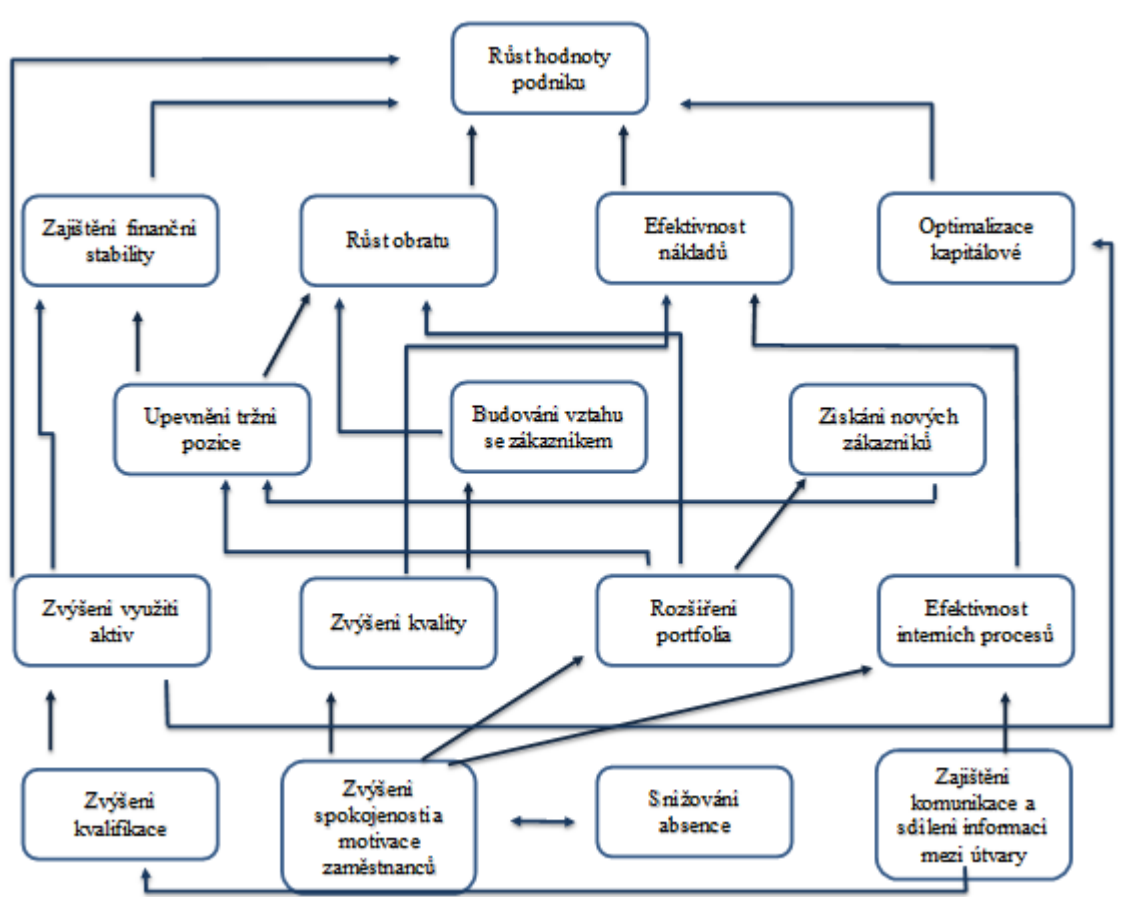 Růst hodnoty
podniku
Zajištění finanční
stability
Růst obratu
Efektivnost
nákladů
Optimalizace
kapitálové
Upevnění tržní
pozice
Budování vztahu
se zákazníkem
Získání nových
zákazníků
Zvýšení využití
aktiv
Zvýšení kvality
Rozšíření
portfolia
Efektivnost
interních procesů
Zvýšení
kvalifikace
Zvýšení
spokojenosti a
motivace
zaměstnanců
Snižování
absence
Zajištění
komunikace a
sdílení informací
mezi útvary